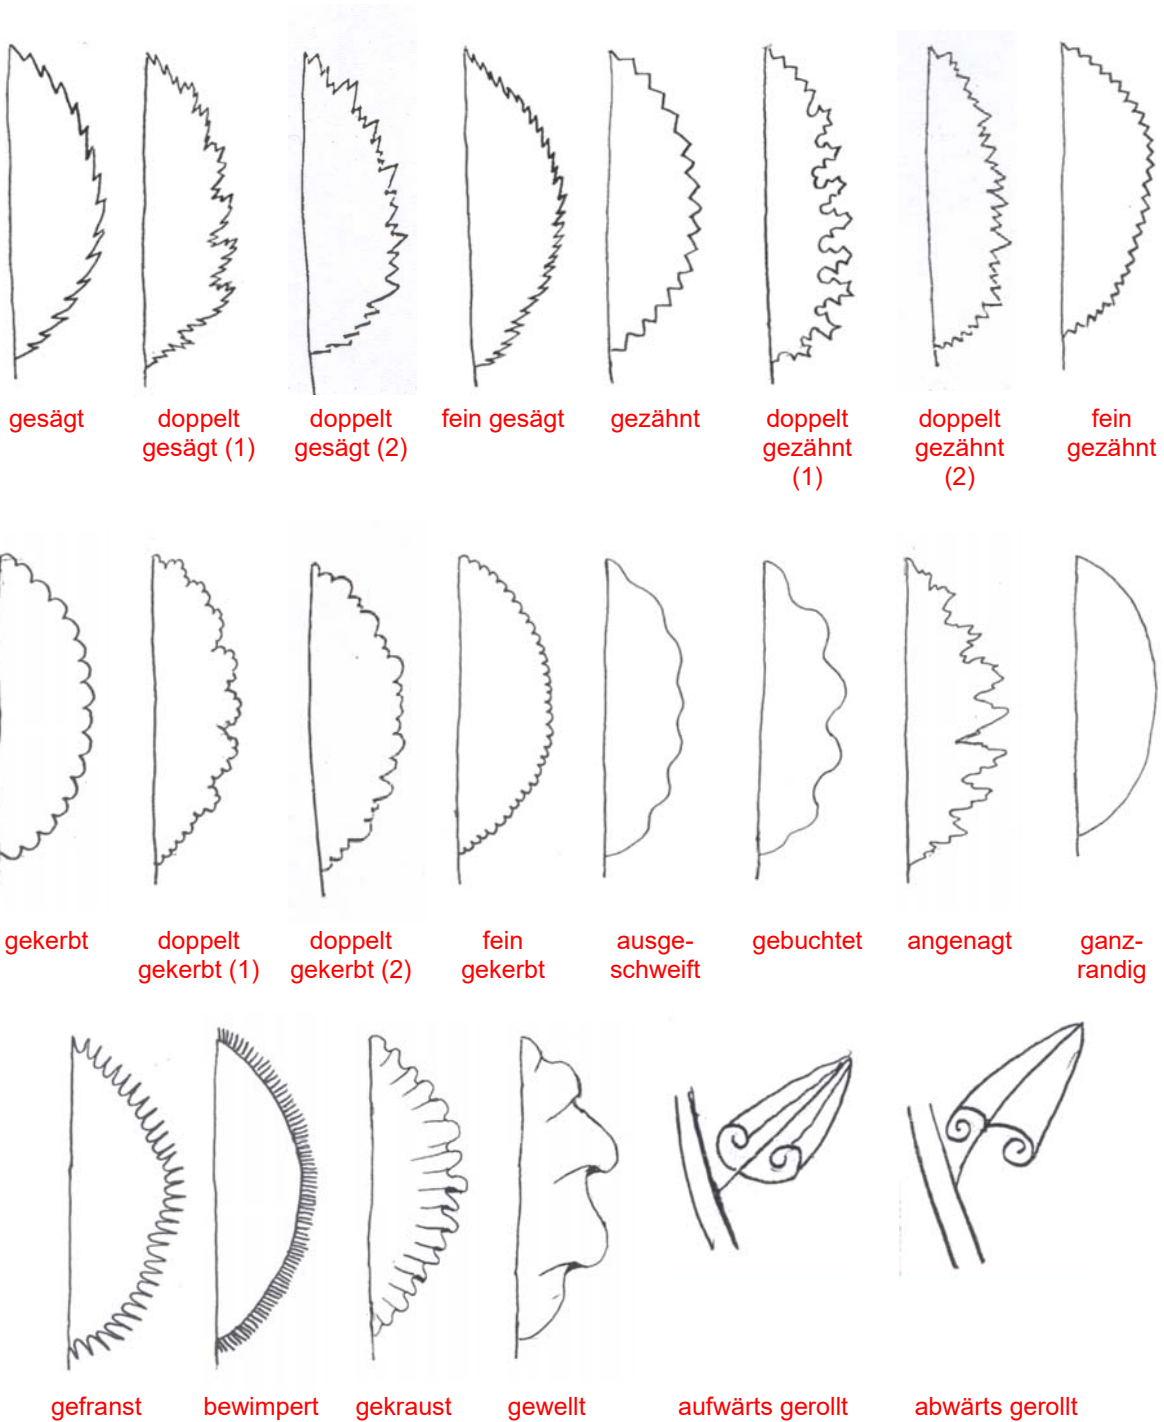 gesägt
doppelt
gesägt (1)
doppelt
gesägt (2)
fein gesägt
gezähnt
doppelt
gezähnt
(1)
doppelt
gezähnt
(2)
fein
gezähnt
gekerbt
doppelt
gekerbt (1)
doppelt
gekerbt (2)
fein
gekerbt
ausge-
schweift
gebuchtet
angenagt
ganz-
randig
gefranst
bewimpert
gekraust
gewellt
aufwärts gerollt
abwärts gerollt